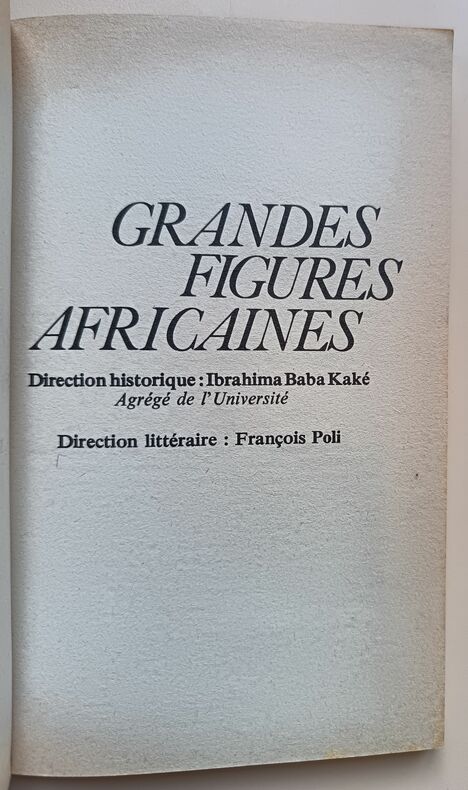 GRANDES
FIGURES
AFRICAINES
Direction historique : Ibrahima Baba Kaké
Agrégé de l'Université
Direction littéraire : François Poli